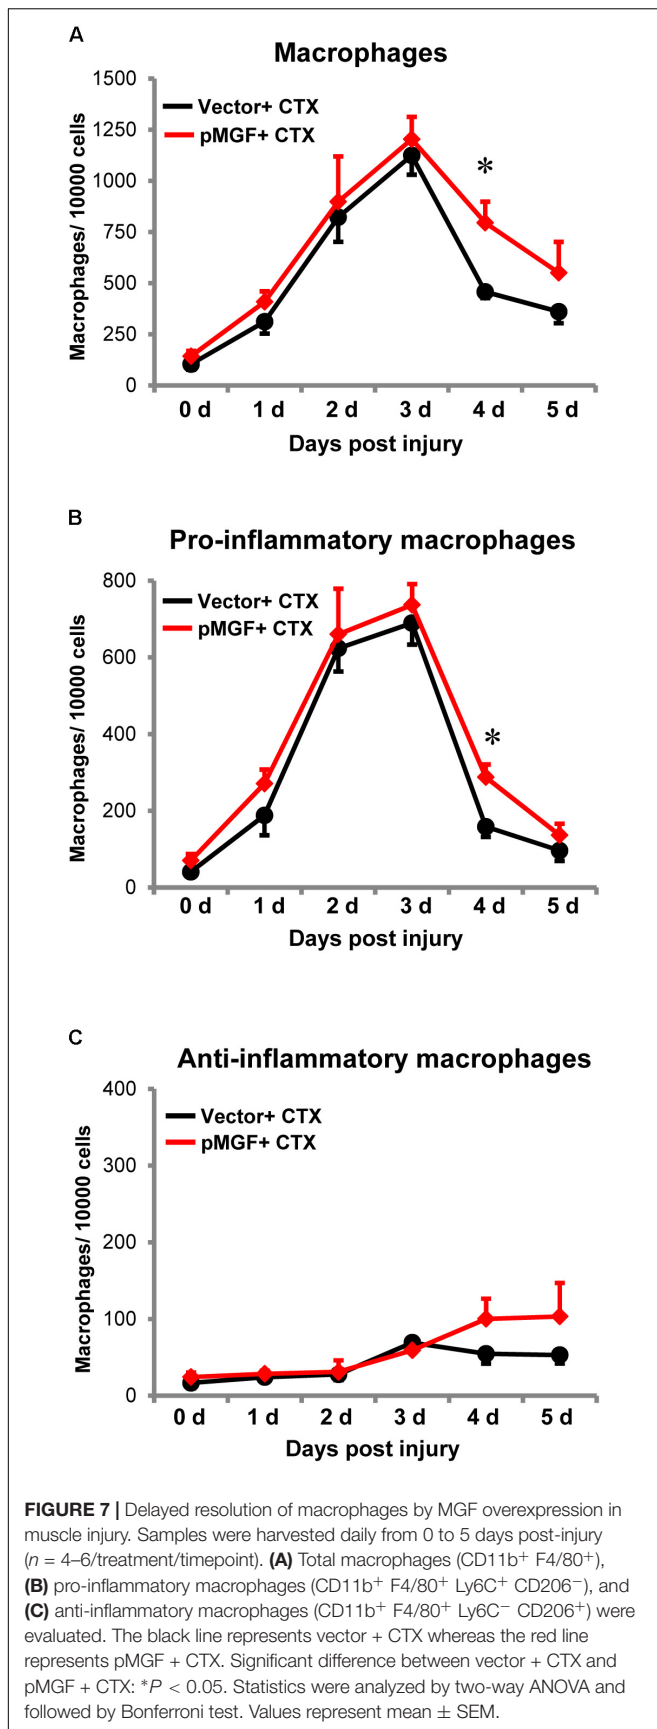 A
Macrophages
1500
1250
1000
750
500
250
0
Macrophages/ 10000 cells
Vector+ CTX
pMGF+ CTX
*
0 d 1 d 2 d 3 d 4 d 5 d
Days post injury
B
Pro-inflammatory macrophages
800
600
400
200
0
Macrophages/ 10000 cells
Vector+ CTX
pMGF+ CTX
*
0 d 1 d 2 d 3 d 4 d 5 d
Days post injury
C
Anti-inflammatory macrophages
400
300
200
100
0
Macrophages/ 10000 cells
Vector+ CTX
pMGF+ CTX
0 d 1 d 2 d 3 d 4 d 5 d
Days post injury
FIGURE 7 | Delayed resolution of macrophages by MGF overexpression in
muscle injury. Samples were harvested daily from 0 to 5 days post-injury
(n = 4–6/treatment/timepoint). (A) Total macrophages (CD11b⁺ F4/80⁺),
(B) pro-inflammatory macrophages (CD11b⁺ F4/80⁺ Ly6C⁺ CD206⁻), and
(C) anti-inflammatory macrophages (CD11b⁺ F4/80⁺ Ly6C⁻ CD206⁺) were
evaluated. The black line represents vector + CTX whereas the red line
represents pMGF + CTX. Significant difference between vector + CTX and
pMGF + CTX: *P < 0.05. Statistics were analyzed by two-way ANOVA and
followed by Bonferroni test. Values represent mean ± SEM.